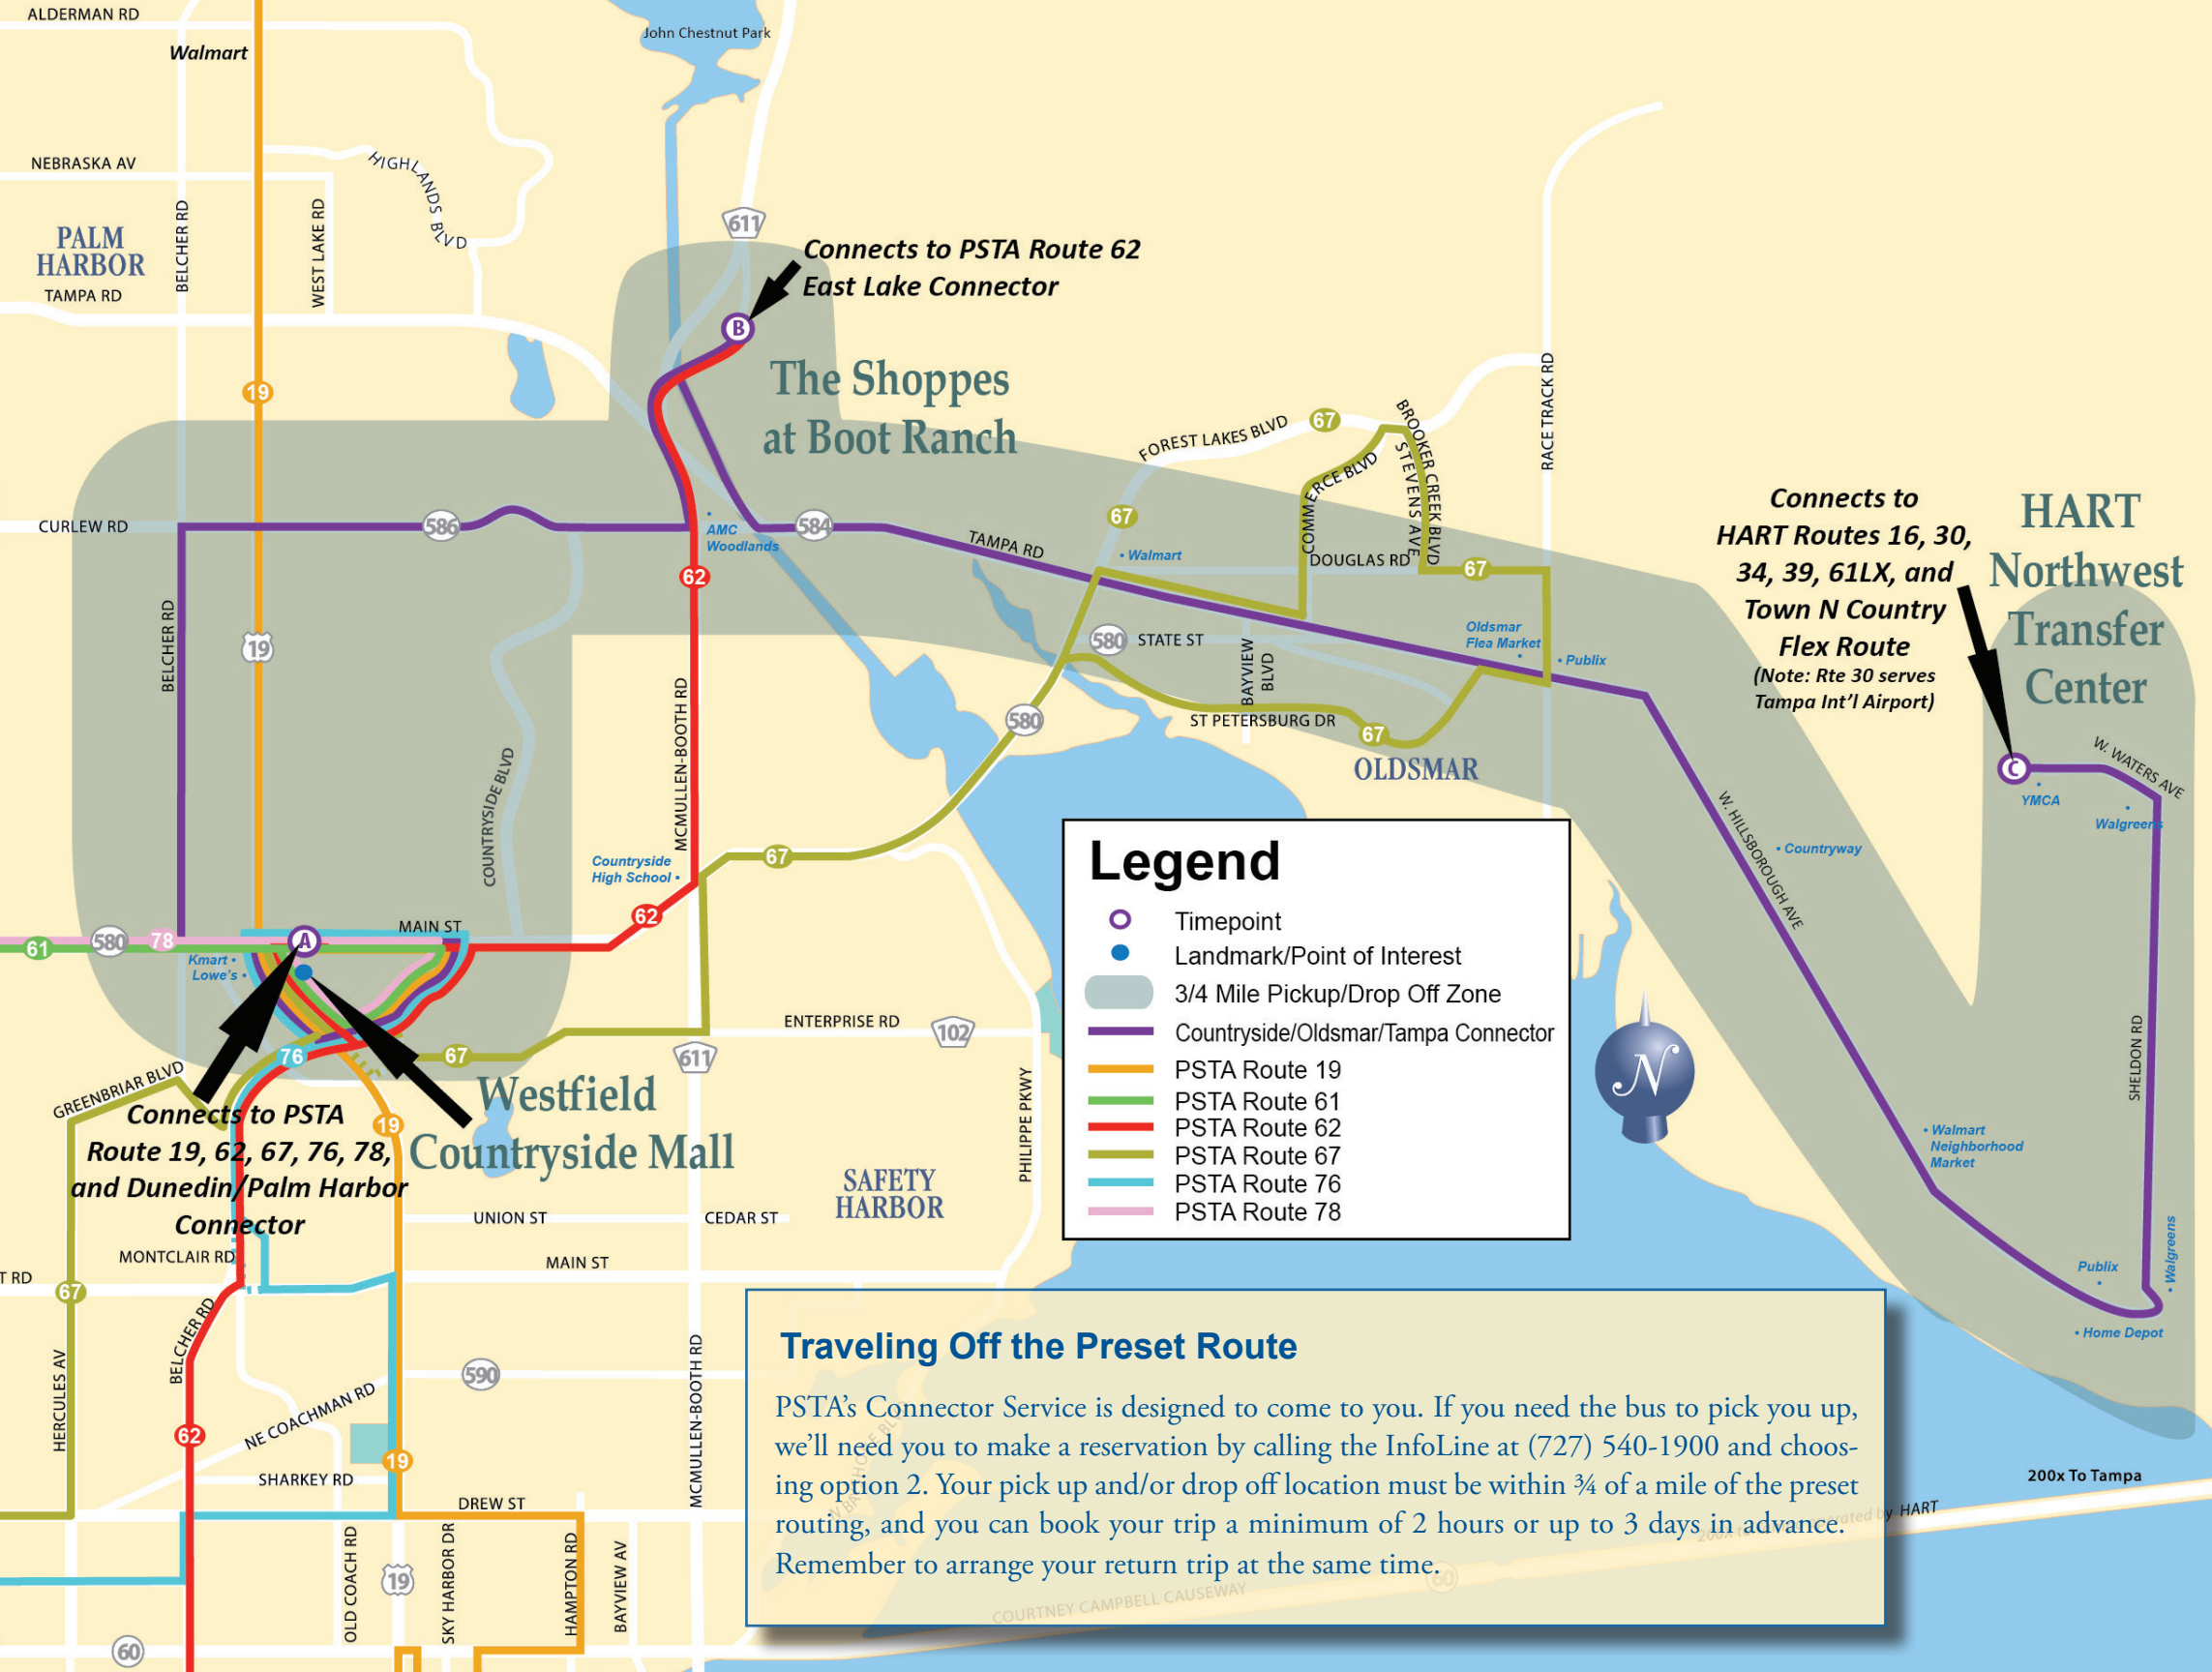 ALDERMAN RD
Walmart
John Chestnut Park
NEBRASKA AV
HIGHLANDS BLVD
PALM
HARBOR
TAMPA RD
BELCHER RD
WEST LAKE RD
611
Connects to PSTA Route 62
East Lake Connector
B
19
The Shoppes
at Boot Ranch
FOREST LAKES BLVD
67
BROOKER CREEK BLVD
STEVENS AVE
COMMERCE BLVD
RACE TRACK RD
CURLEW RD
586
AMC
Woodlands
584
TAMPA RD
67
• Walmart
DOUGLAS RD
67
62
BELCHER RD
19
580
STATE ST
BAYVIEW
BLVD
Oldsmar
Flea Market
• Publix
580
ST PETERSBURG DR
67
OLDSMAR
Connects to
HART Routes 16, 30,
34, 39, 61LX, and
Town N Country
Flex Route
(Note: Rte 30 serves
Tampa Int'l Airport)
HART
Northwest
Transfer
Center
C
W. WATERS AVE
YMCA
Walgreens
W. HILLSBOROUGH AVE
• Countryway
SHELDON RD
• Walmart
Neighborhood
Market
Publix
• Walgreens
• Home Depot
MCMULLEN-BOOTH RD
COUNTRYSIDE BLVD
Countryside
High School •
67
62
61
580
78
A
MAIN ST
Kmart •
Lowe's •
76
67
ENTERPRISE RD
102
611
GREENBRIAR BLVD
Connects to PSTA
Route 19, 62, 67, 76, 78,
and Dunedin/Palm Harbor
Connector
19
Westfield
Countryside Mall
PHILIPPE PKWY
SAFETY
HARBOR
UNION ST
CEDAR ST
MONTCLAIR RD
MAIN ST
T RD
67
BELCHER RD
HERCULES AV
NE COACHMAN RD
590
MCMULLEN-BOOTH RD
62
19
SHARKEY RD
DREW ST
OLD COACH RD
19
SKY HARBOR DR
HAMPTON RD
BAYVIEW AV
60
Legend
Timepoint
Landmark/Point of Interest
3/4 Mile Pickup/Drop Off Zone
Countryside/Oldsmar/Tampa Connector
PSTA Route 19
PSTA Route 61
PSTA Route 62
PSTA Route 67
PSTA Route 76
PSTA Route 78
N
Traveling Off the Preset Route
PSTA's Connector Service is designed to come to you. If you need the bus to pick you up,
we'll need you to make a reservation by calling the InfoLine at (727) 540-1900 and choos-
ing option 2. Your pick up and/or drop off location must be within ¾ of a mile of the preset
routing, and you can book your trip a minimum of 2 hours or up to 3 days in advance.
Remember to arrange your return trip at the same time.
200x To Tampa
operated by HART
60
COURTNEY CAMPBELL CAUSEWAY